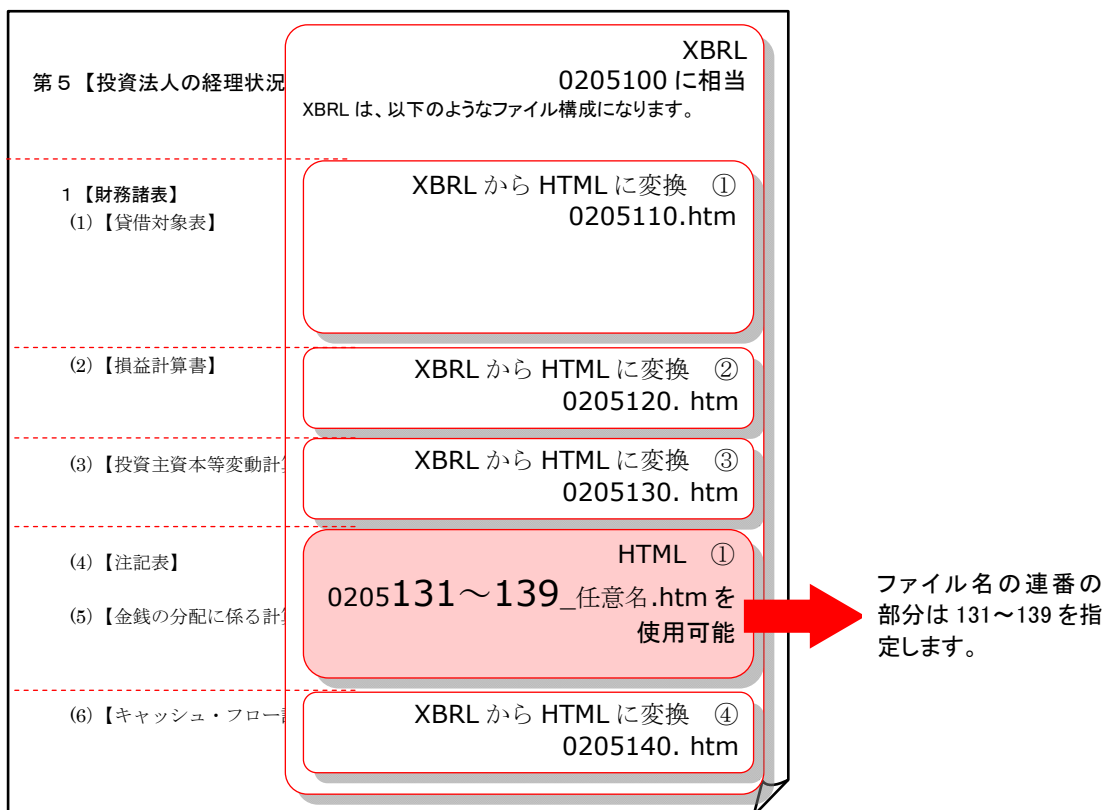 XBRL
第5【投資法人の経理状況
0205100 に相当
XBRL は、以下のようなファイル構成になります。
XBRL から HTML に変換 ①
1【財務諸表】
0205110.htm
(1)【貸借対象表】
(2)【損益計算書】
XBRL から HTML に変換 ②
0205120. htm
(3)【投資主資本等変動計
XBRL から HTML に変換 ③
0205130. htm
(4)【注記表】
HTML ①
0205131～139_任意名.htm を
使用可能
(5)【金銭の分配に係る計
ファイル名の連番の
部分は 131～139 を指
定します。
(6)【キャッシュ・フロー
XBRL から HTML に変換 ④
0205140. htm